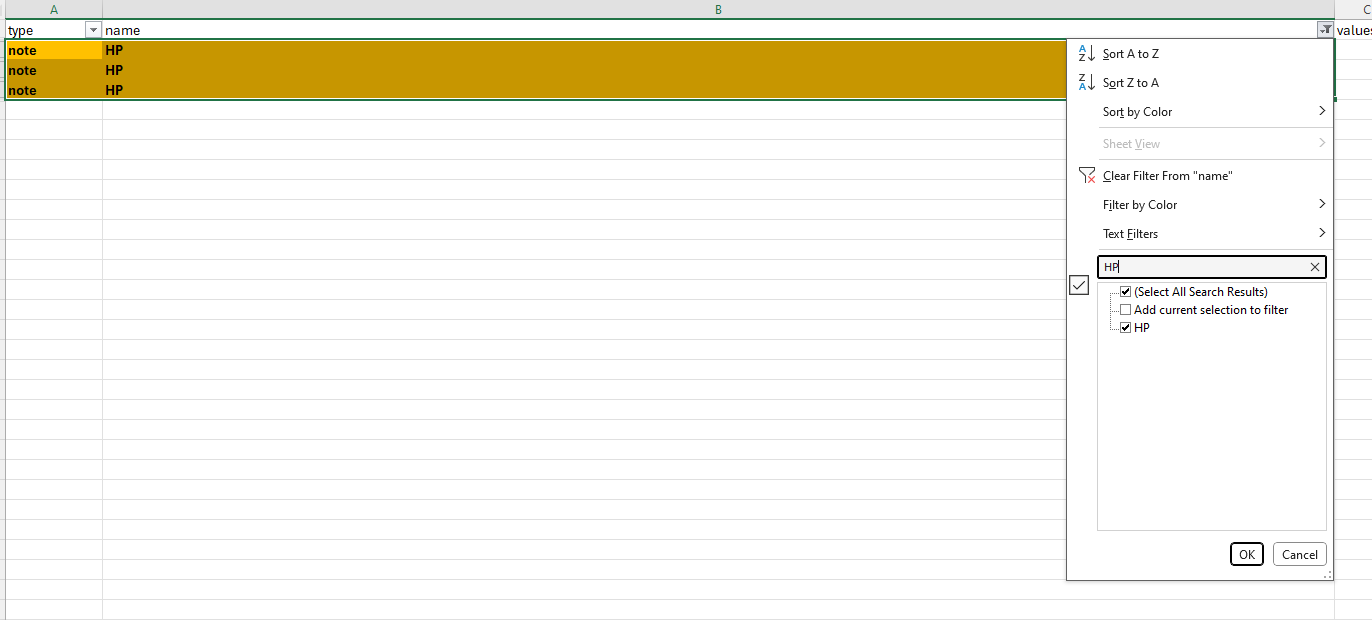 A B C
type name values
note HP
note HP
note HP
Sort A to Z
Sort Z to A
Sort by Color
Sheet View
Clear Filter From "name"
Filter by Color
Text Filters
HP
(Select All Search Results)
Add current selection to filter
HP
OK Cancel